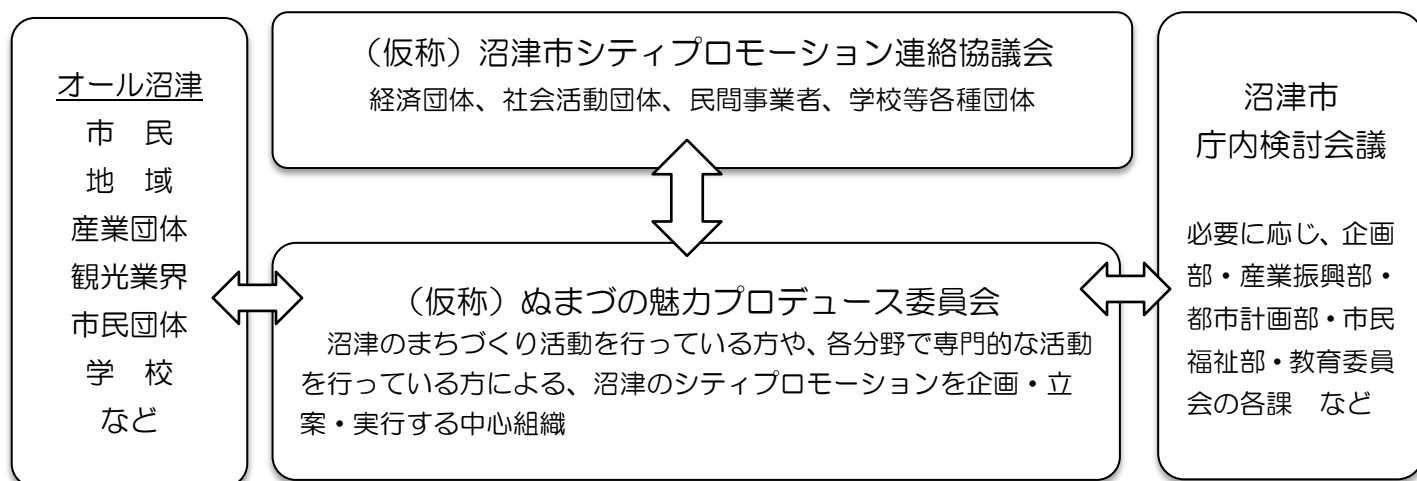 オール沼津
市　民
地　域
産業団体
観光業界
市民団体
学　校
など
（仮称）沼津市シティプロモーション連絡協議会
経済団体、社会活動団体、民間事業者、学校等各種団体
（仮称）ぬまづの魅力プロデュース委員会
　沼津のまちづくり活動を行っている方や、各分野で専門的な活動
を行っている方による、沼津のシティプロモーションを企画・立
案・実行する中心組織
沼津市
庁内検討会議
必要に応じ、企画
部・産業振興部・
都市計画部・市民
福祉部・教育委員
会の各課　など